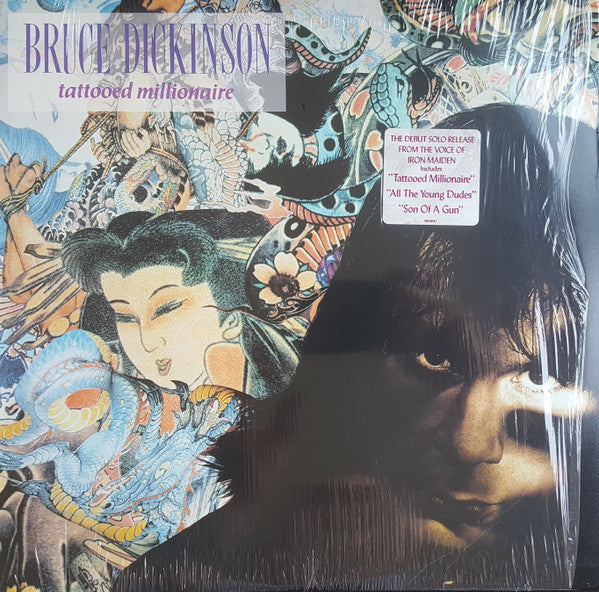 BRUCE DICKINSON
tattooed millionaire
THE DEBUT SOLO RELEASE
FROM THE VOICE OF
IRON MAIDEN
Includes
"Tattooed Millionaire"
"All The Young Dudes"
"Son Of A Gun"